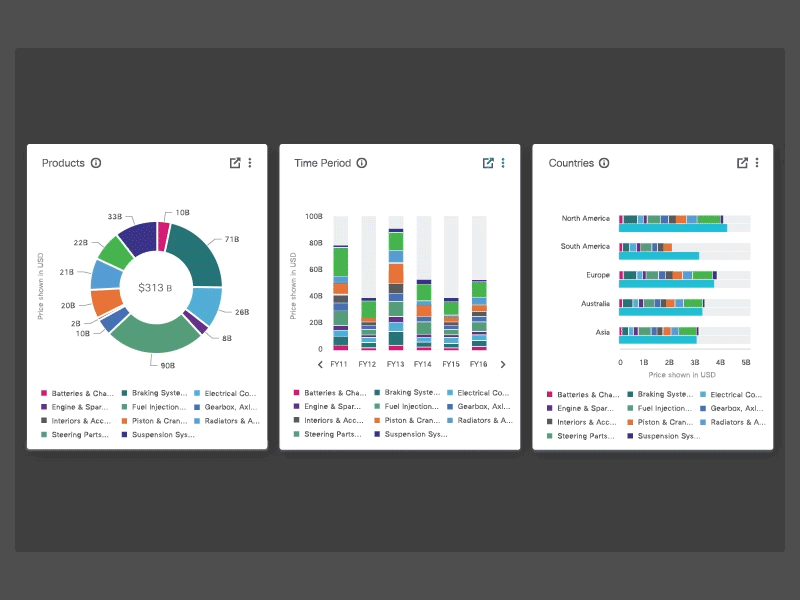 Products
33B
10B
22B
71B
21B
Price shown in USD
$313 B
26B
20B
2B
10B
8B
90B
Batteries & Cha... Braking Syste... Electrical Co...
Engine & Spar... Fuel Injection... Gearbox, Axl...
Interiors & Acc... Piston & Cran... Radiators & A...
Steering Parts... Suspension Sys...
Time Period
100B
80B
60B
40B
20B
0
Price shown in USD
FY11 FY12 FY13 FY14 FY15 FY16
Batteries & Cha... Braking Syste... Electrical Co...
Engine & Spar... Fuel Injection... Gearbox, Axl...
Interiors & Acc... Piston & Cran... Radiators & A...
Steering Parts... Suspension Sys...
Countries
North America
South America
Europe
Australia
Asia
0 1B 2B 3B 4B 5B
Price shown in USD
Batteries & Cha... Braking Syste... Electrical Co...
Engine & Spar... Fuel Injection... Gearbox, Axl...
Interiors & Acc... Piston & Cran... Radiators & A...
Steering Parts... Suspension Sys...